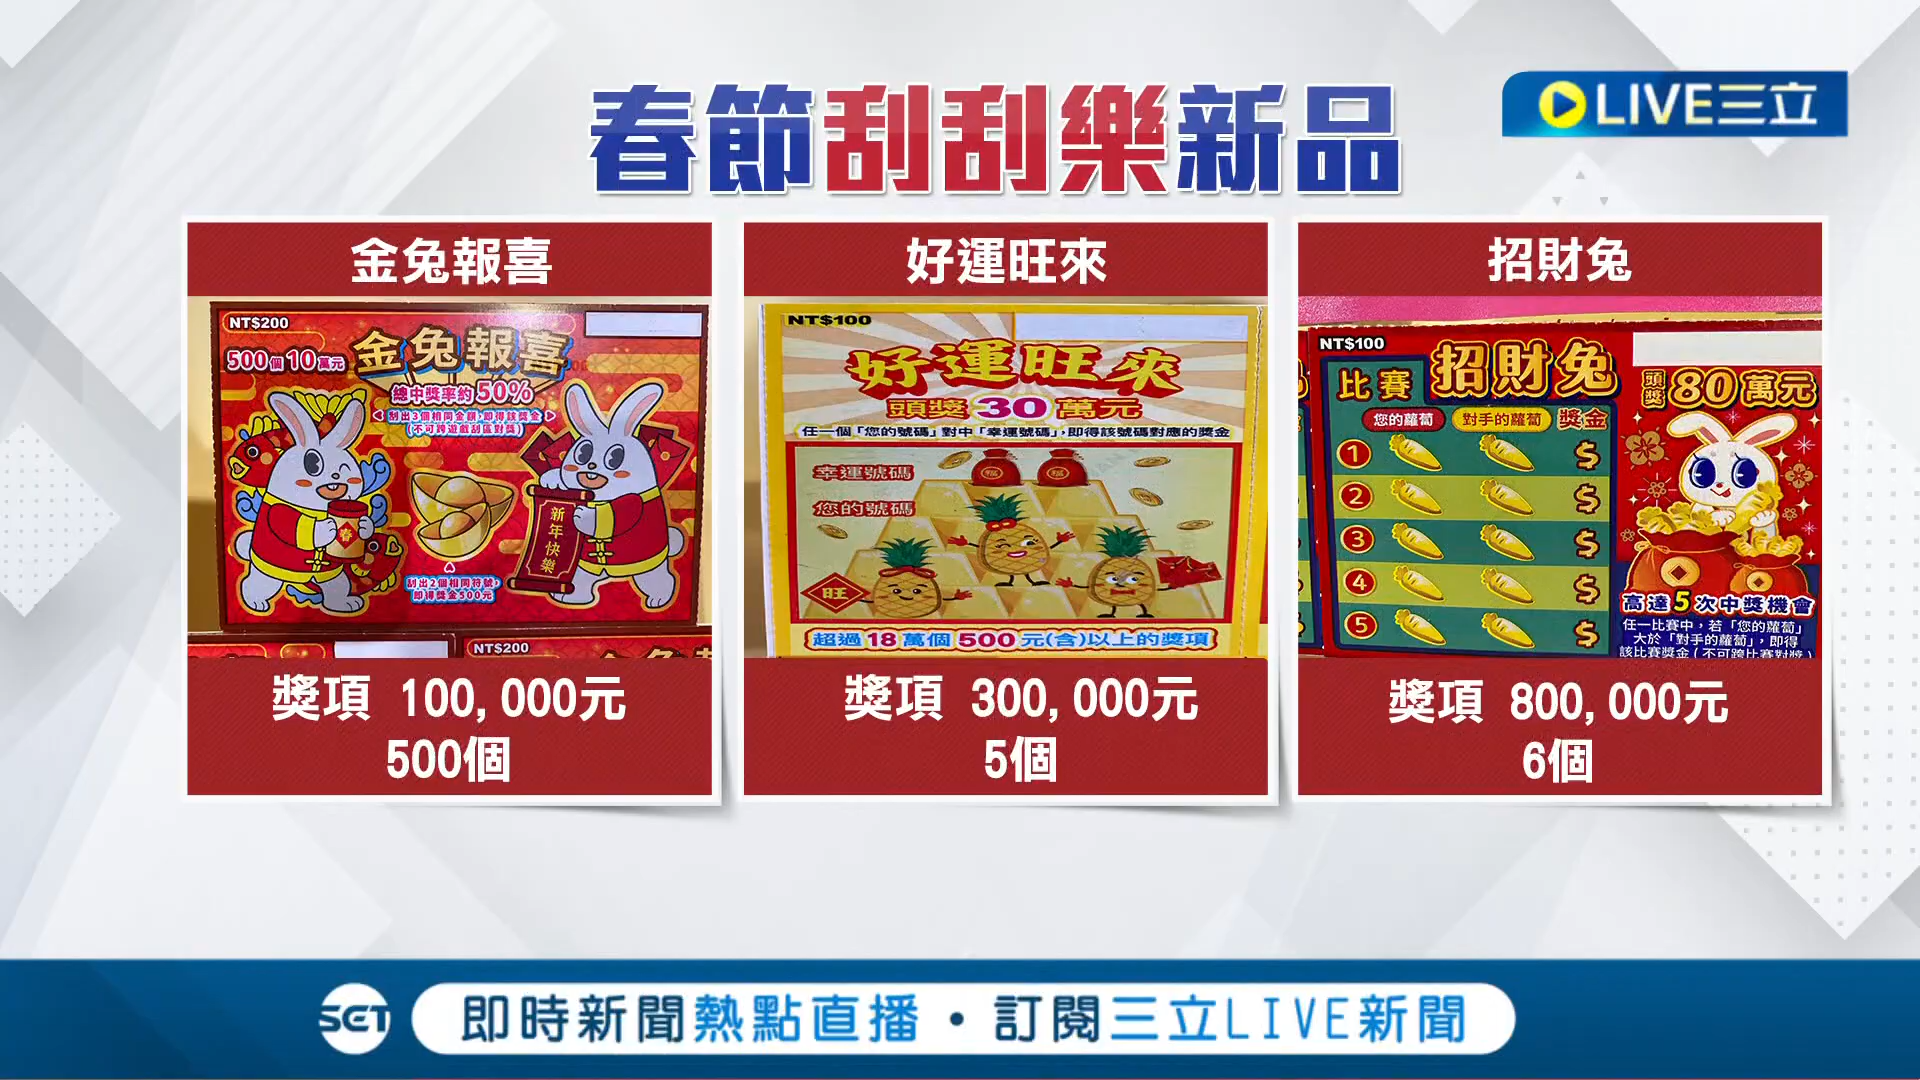 春節刮刮樂新品
LIVE三立
金兔報喜
NT$200
500個10萬元
金兔報喜
總中獎率約50%
刮出3個相同金額,即得該獎金
(不可跨遊戲刮區對獎)
春
新年快樂
刮出2個相同符號,
即得獎金500元
NT$200
獎項 100,000元
500個
好運旺來
NT$100
好運旺來
頭獎30萬元
任一個「您的號碼」對中「幸運號碼」,即得該號碼對應的獎金
幸運號碼
您的號碼
旺
超過18萬個500元(含)以上的獎項
獎項 300,000元
5個
招財兔
NT$100
比賽 招財兔
頭獎80萬元
您的蘿蔔 對手的蘿蔔 獎金
1 $
2 $
3 $
4 $
5 $
高達5次中獎機會
任一比賽中,若「您的蘿蔔」
大於「對手的蘿蔔」,即得
該比賽獎金(不可跨比賽對獎)
獎項 800,000元
6個
SET 即時新聞熱點直播・訂閱三立LIVE新聞